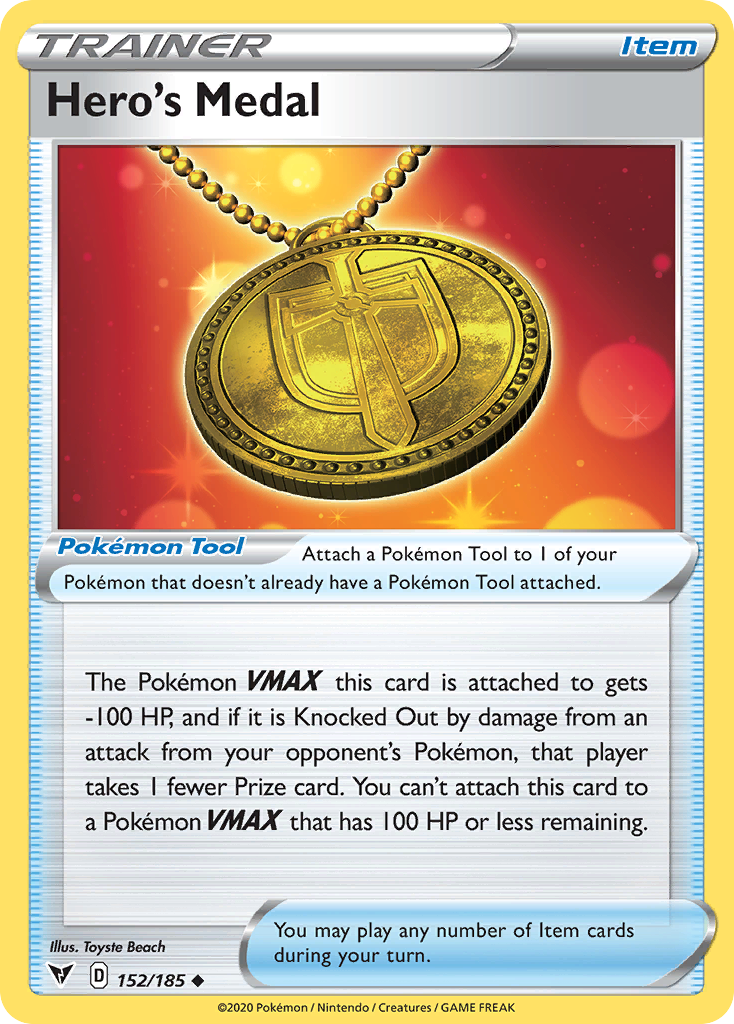 TRAINER
Item
Hero's Medal
Pokémon Tool
Attach a Pokémon Tool to 1 of your
Pokémon that doesn't already have a Pokémon Tool attached.
The Pokémon VMAX this card is attached to gets
-100 HP, and if it is Knocked Out by damage from an
attack from your opponent's Pokémon, that player
takes 1 fewer Prize card. You can't attach this card to
a Pokémon VMAX that has 100 HP or less remaining.
Illus. Toyste Beach
D 152/185
You may play any number of Item cards
during your turn.
©2020 Pokémon / Nintendo / Creatures / GAME FREAK